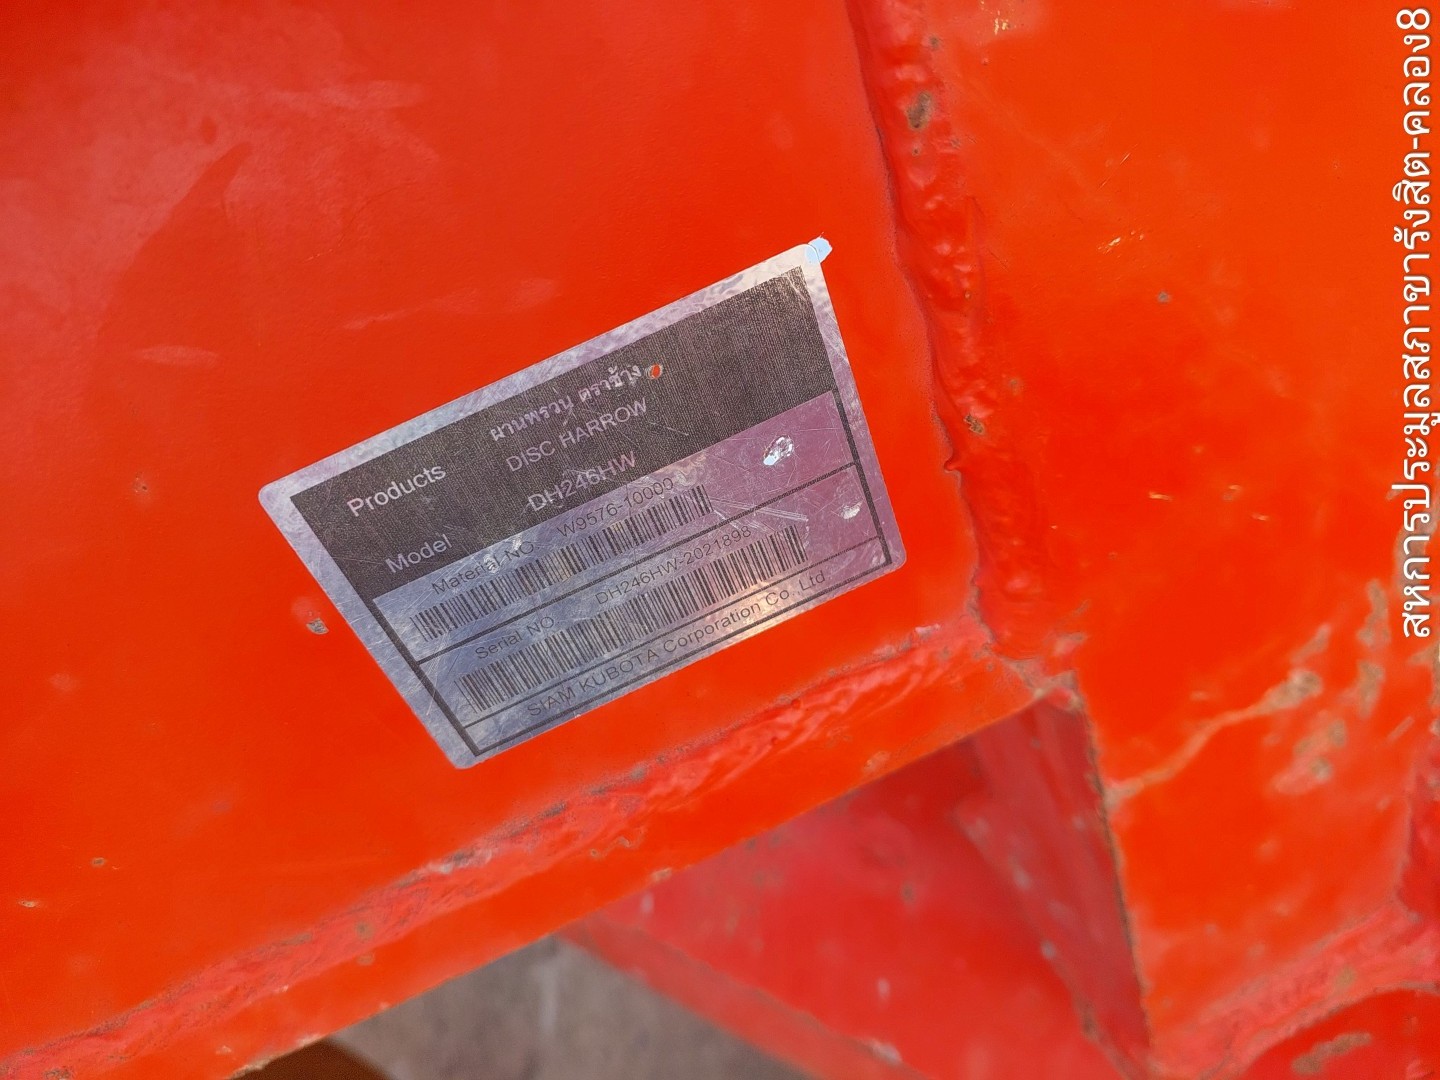 Products
ผานพรวน ตราช้าง
DISC HARROW
Model
DH246HW
Material NO. W9576-10000
Serial NO. DH246HW-2021898
SIAM KUBOTA Corporation Co.,Ltd
สหการประมูลสาขารังสิต-คลอง8